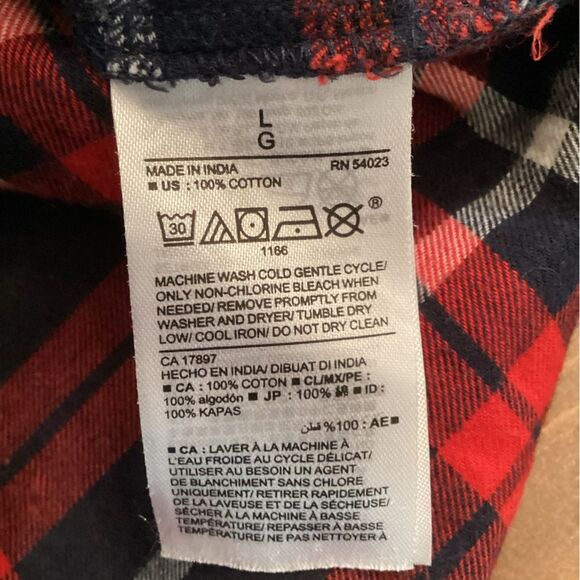 L
G
MADE IN INDIA RN 54023
■ US : 100% COTTON
30 ®
1166
MACHINE WASH COLD GENTLE CYCLE/
ONLY NON-CHLORINE BLEACH WHEN
NEEDED/ REMOVE PROMPTLY FROM
WASHER AND DRYER/ TUMBLE DRY
LOW/ COOL IRON/ DO NOT DRY CLEAN
CA 17897
HECHO EN INDIA/ DIBUAT DI INDIA
■ CA : 100% COTON ■ CL/MX/PE :
100% algodón ■ JP : 100% 綿 ■ ID :
100% KAPAS
■ AE : 100% قطن
■ CA : LAVER À LA MACHINE À
L'EAU FROIDE AU CYCLE DÉLICAT/
UTILISER AU BESOIN UN AGENT
DE BLANCHIMENT SANS CHLORE
UNIQUEMENT/ RETIRER RAPIDEMENT
DE LA LAVEUSE ET DE LA SÉCHEUSE/
SÉCHER À LA MACHINE À BASSE
TEMPÉRATURE/ REPASSER À BASSE
TEMPÉRATURE/ NE PAS NETTOYER À